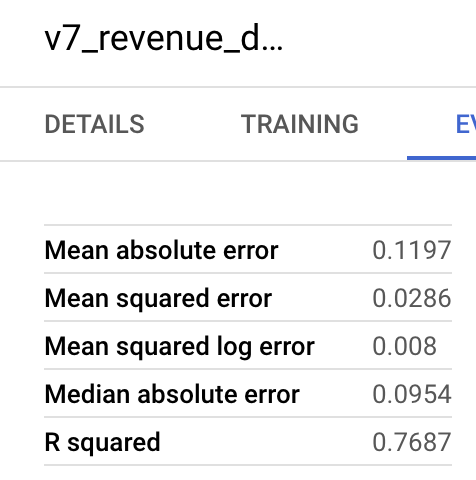 v7_revenue_d...
DETAILS TRAINING EV
Mean absolute error 0.1197
Mean squared error 0.0286
Mean squared log error 0.008
Median absolute error 0.0954
R squared 0.7687